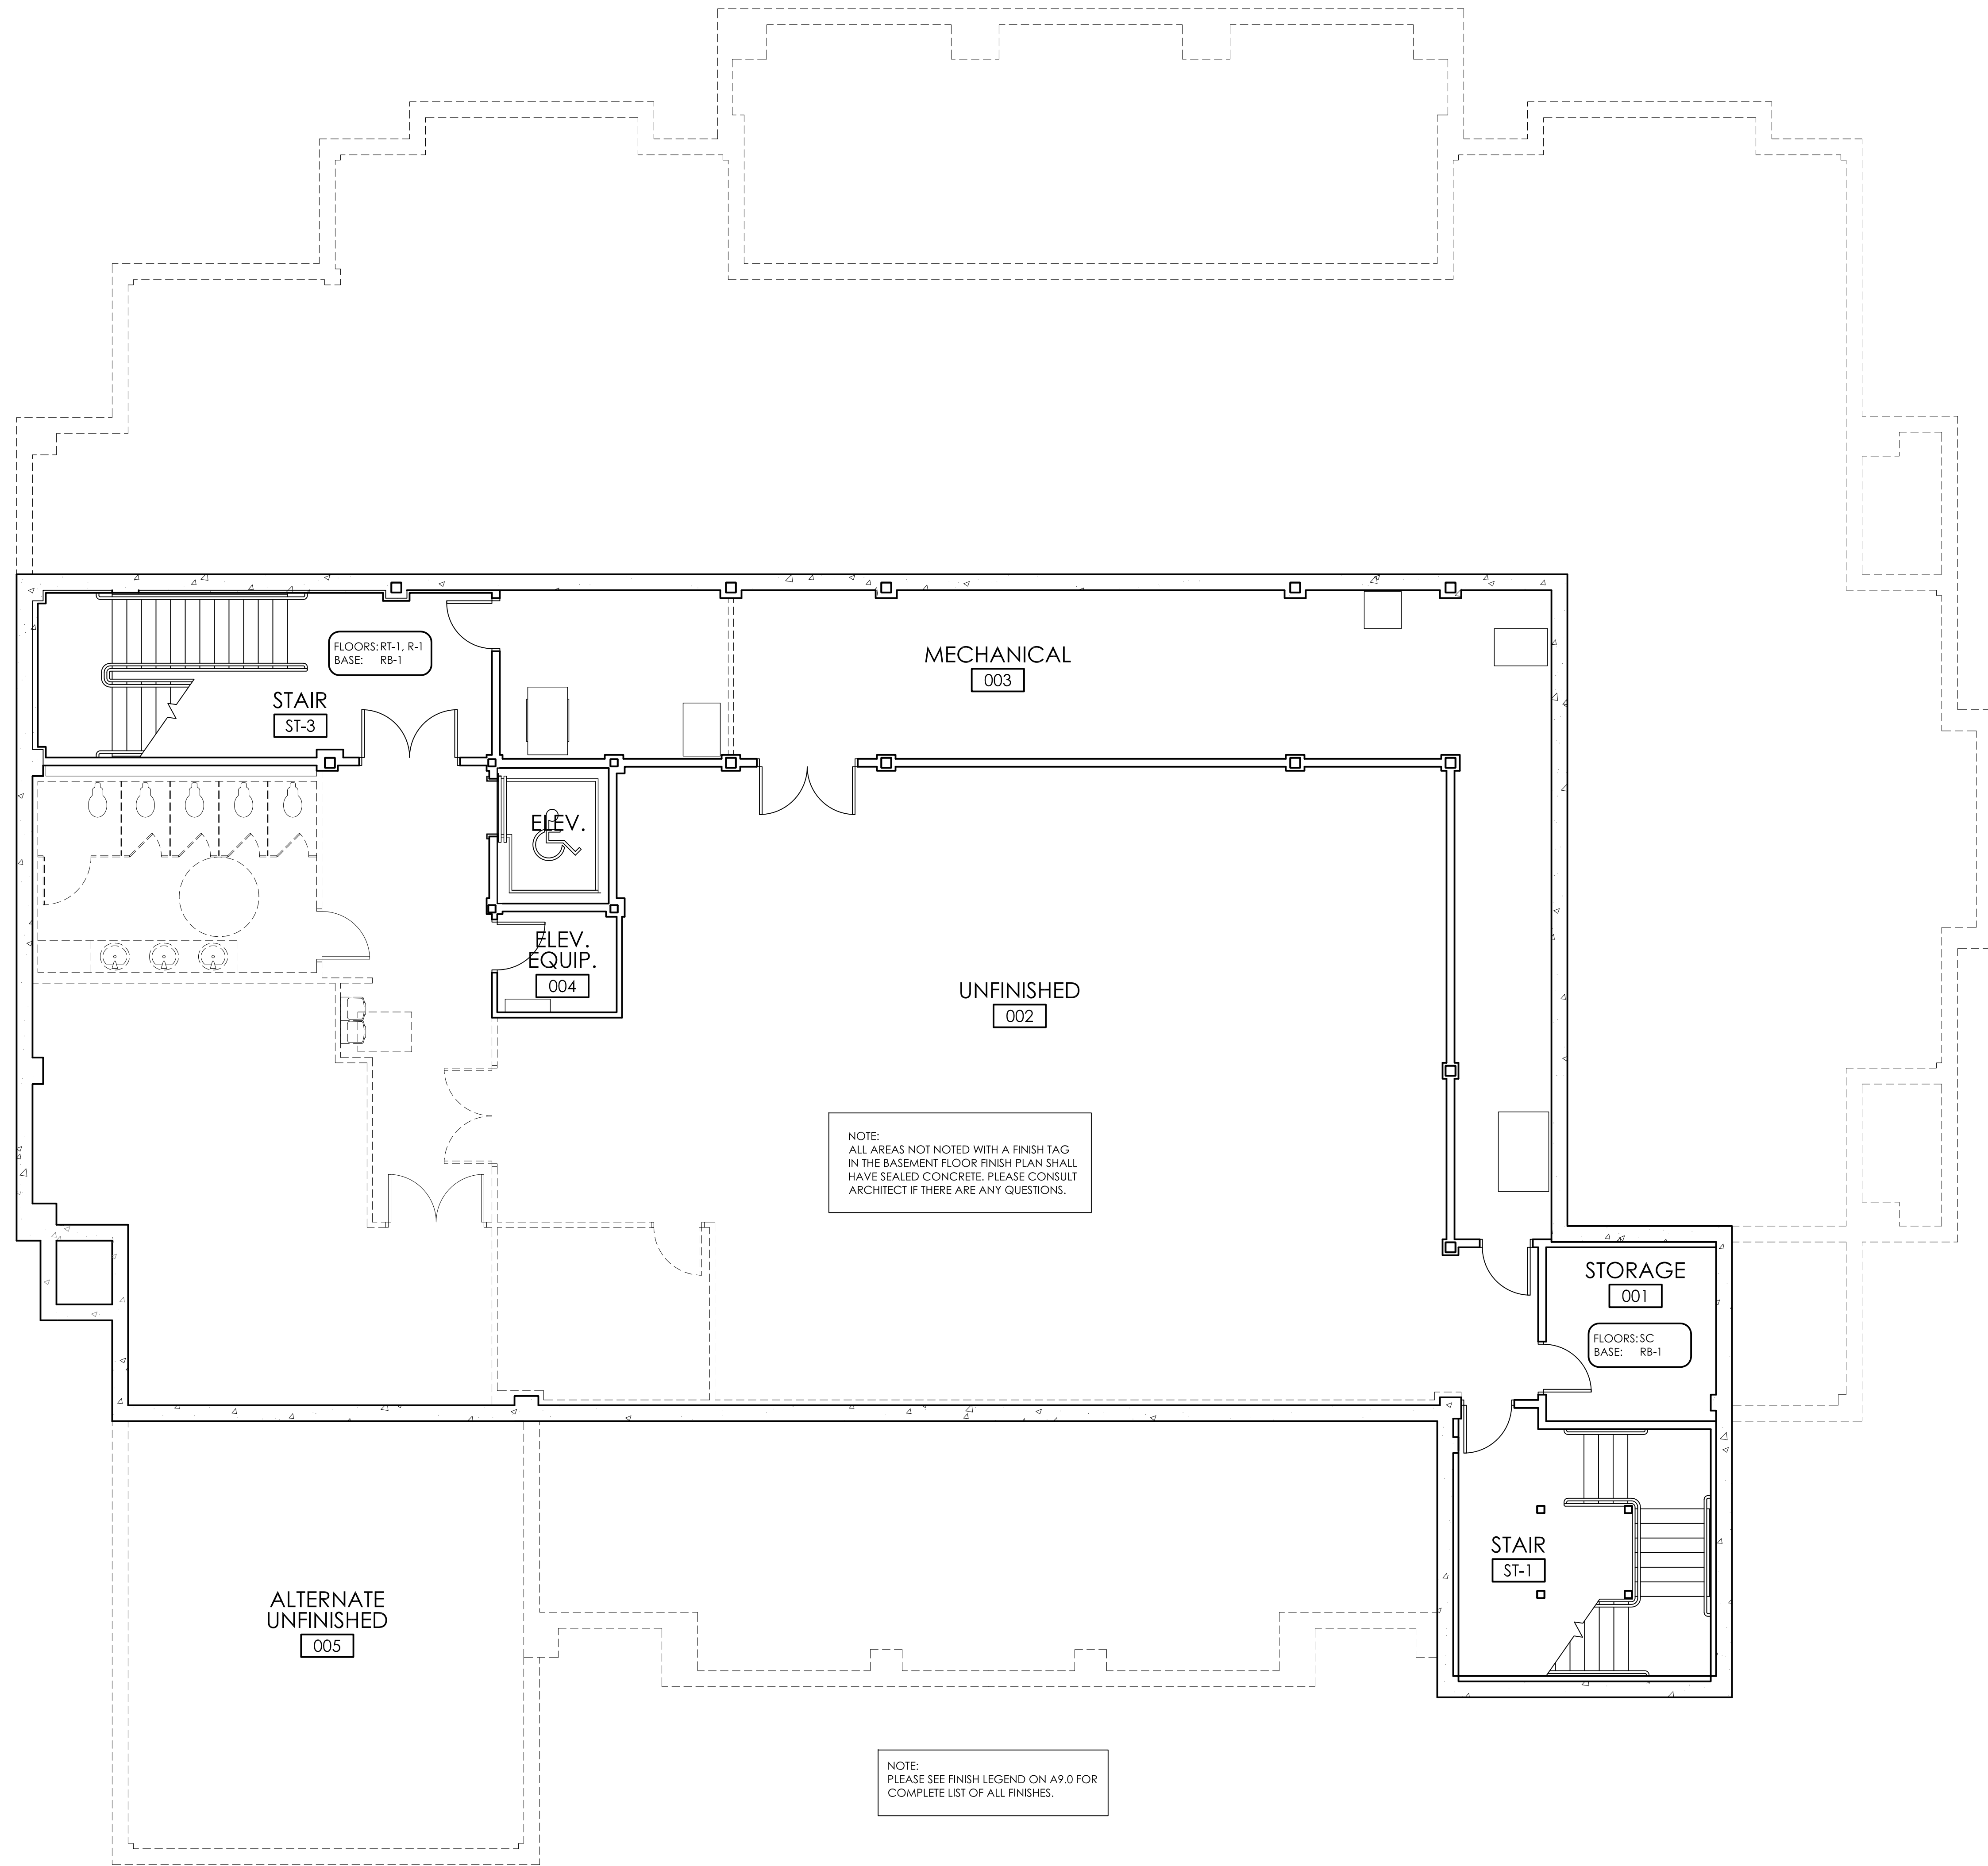 FLOORS: RT-1, R-1
BASE: RB-1
STAIR
ST-3
MECHANICAL
003
ELEV.
ELEV.
EQUIP.
004
UNFINISHED
002
NOTE:
ALL AREAS NOT NOTED WITH A FINISH TAG
IN THE BASEMENT FLOOR FINISH PLAN SHALL
HAVE SEALED CONCRETE. PLEASE CONSULT
ARCHITECT IF THERE ARE ANY QUESTIONS.
STORAGE
001
FLOORS: SC
BASE: RB-1
STAIR
ST-1
ALTERNATE
UNFINISHED
005
NOTE:
PLEASE SEE FINISH LEGEND ON A9.0 FOR
COMPLETE LIST OF ALL FINISHES.